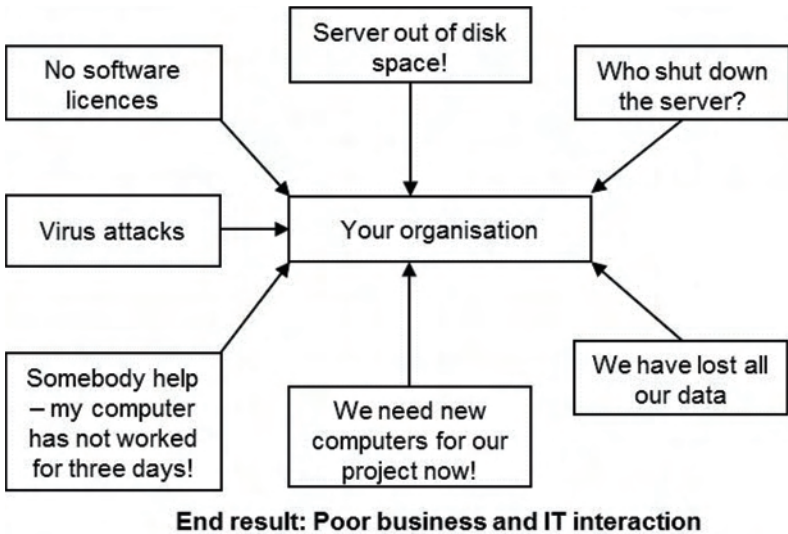 No software
licences
Server out of disk
space!
Who shut down
the server?
Virus attacks
Your organisation
Somebody help
– my computer
has not worked
for three days!
We need new
computers for our
project now!
We have lost all
our data
End result: Poor business and IT interaction